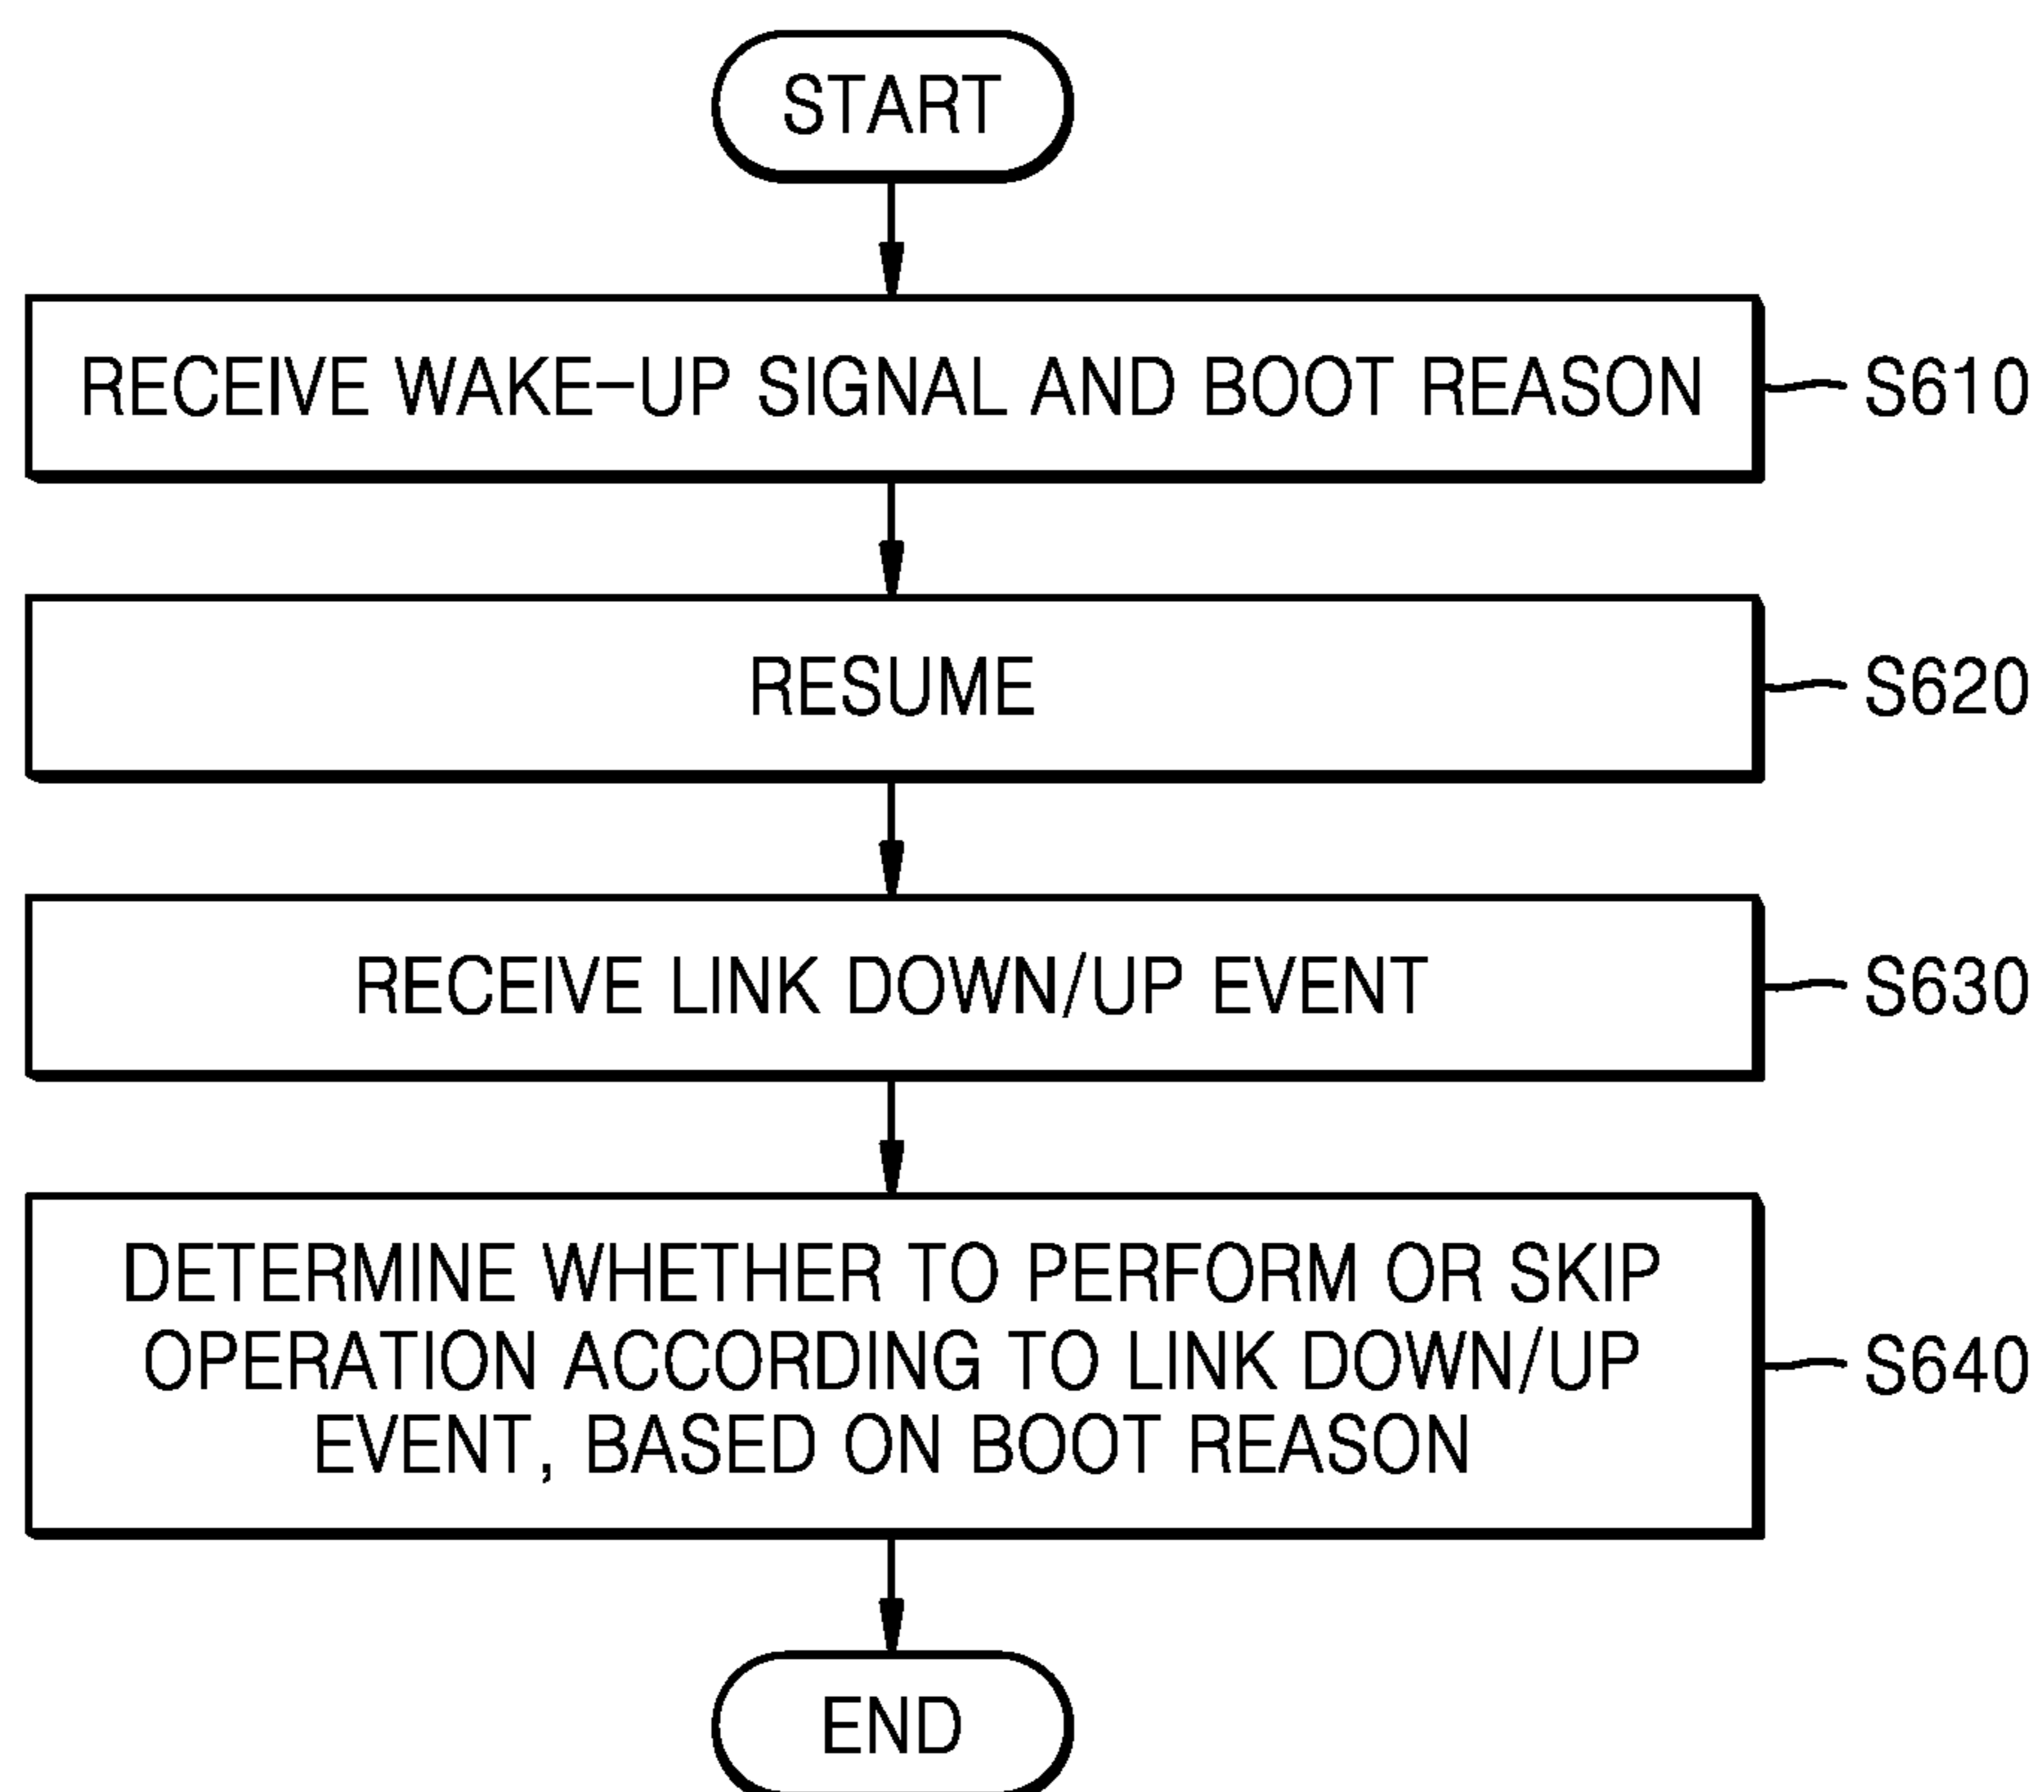 START
RECEIVE WAKE-UP SIGNAL AND BOOT REASON
S610
RESUME
S620
RECEIVE LINK DOWN/UP EVENT
S630
DETERMINE WHETHER TO PERFORM OR SKIP
OPERATION ACCORDING TO LINK DOWN/UP
EVENT, BASED ON BOOT REASON
S640
END